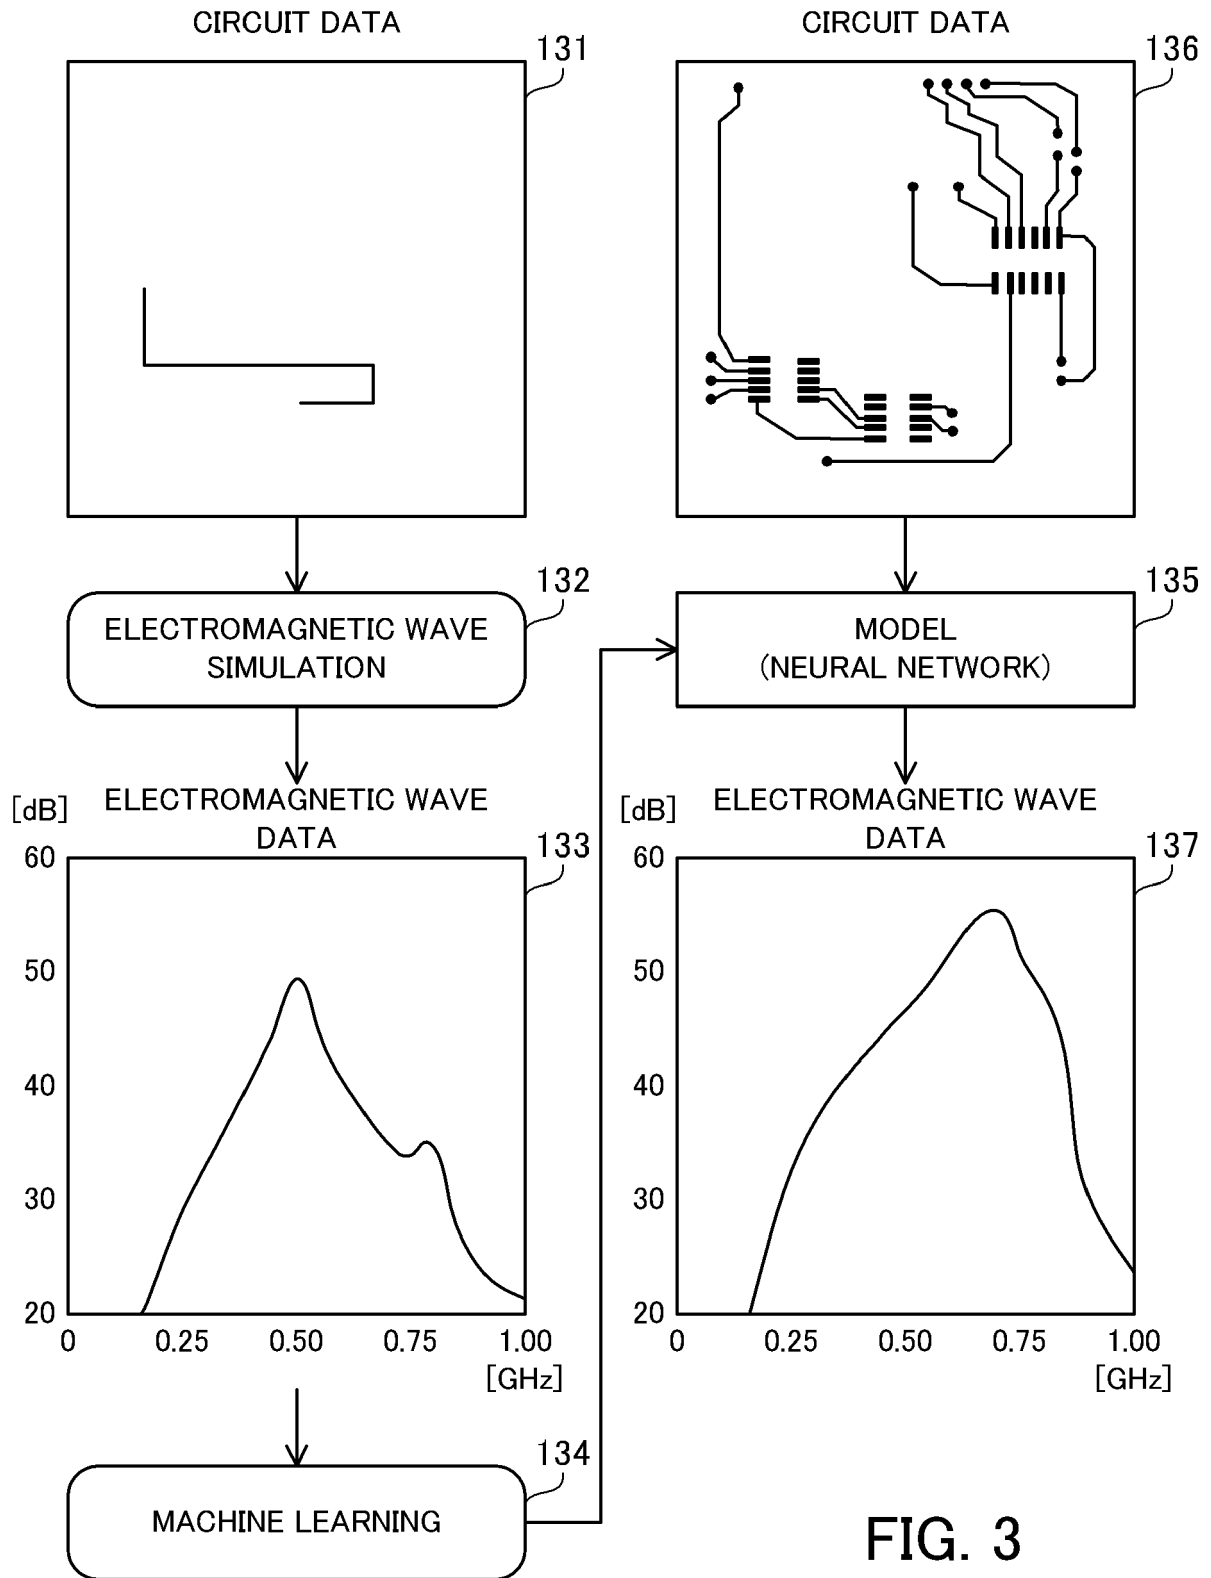 CIRCUIT DATA
131
ELECTROMAGNETIC WAVE
SIMULATION
132
ELECTROMAGNETIC WAVE
DATA
133
[dB]
60
50
40
30
20
0 0.25 0.50 0.75 1.00
[GHz]
MACHINE LEARNING
134
CIRCUIT DATA
136
MODEL
(NEURAL NETWORK)
135
ELECTROMAGNETIC WAVE
DATA
137
[dB]
60
50
40
30
20
0 0.25 0.50 0.75 1.00
[GHz]
FIG. 3